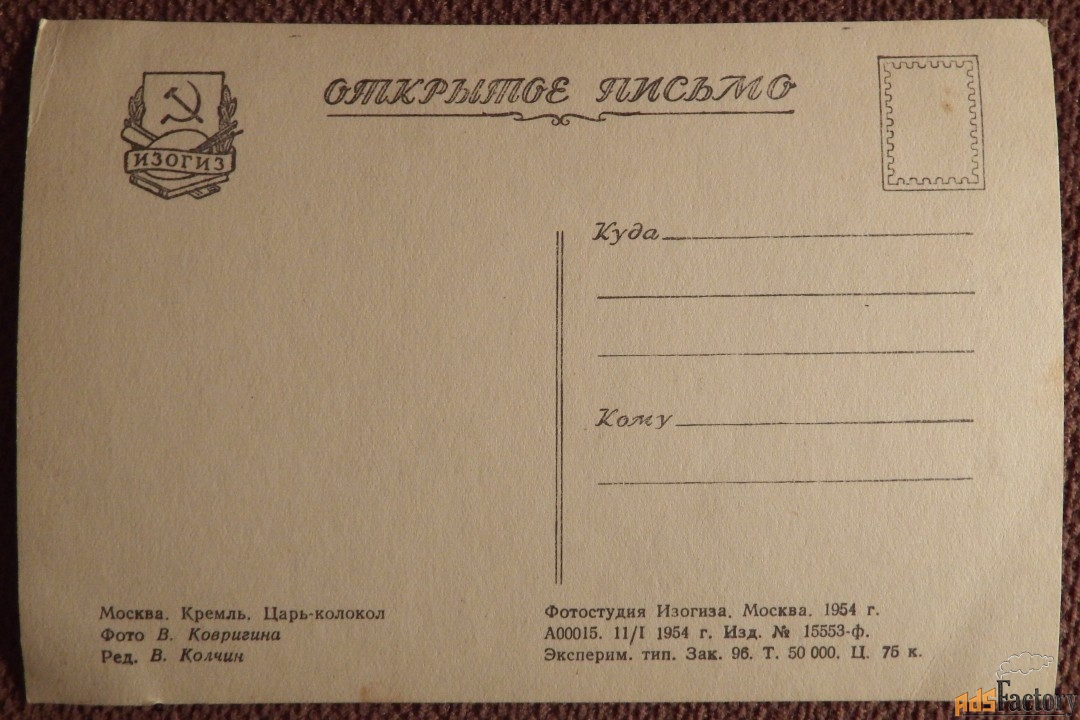 ОТКРЫТОЕ ПИСЬМО
ИЗОГИЗ
Куда
Кому
Москва. Кремль. Царь-колокол
Фото В. Ковригина
Ред. В. Колчин
Фотостудия Изогиза. Москва. 1954 г.
А00015. 11/I 1954 г. Изд. № 15553-ф.
Эксперим. тип. Зак. 96. Т. 50 000. Ц. 75 к.
adsFactory